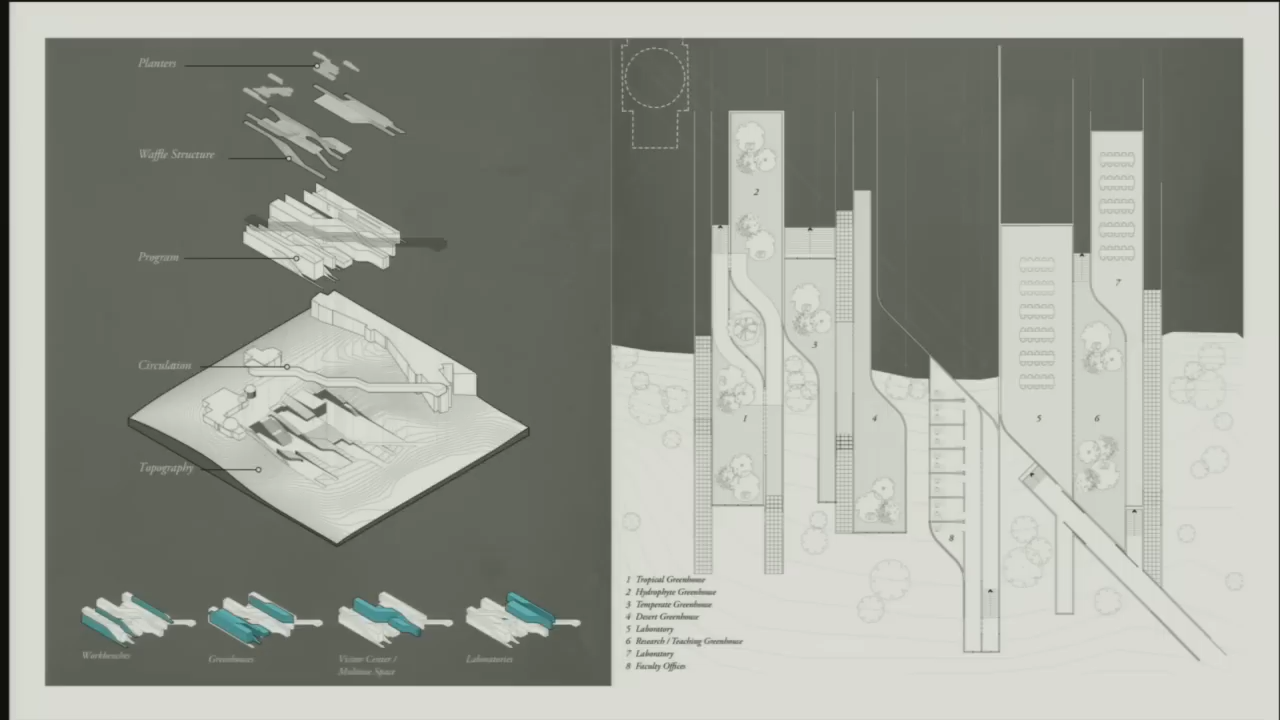 Planters
Waffle Structure
Program
Circulation
Topography
Workbenches
Greenhouses
Visitor Center /
Multiuse Space
Laboratories
2
3
1
4
8
5
6
7
1 Tropical Greenhouse
2 Hydrophyte Greenhouse
3 Temperate Greenhouse
4 Desert Greenhouse
5 Laboratory
6 Research / Teaching Greenhouse
7 Laboratory
8 Faculty Offices